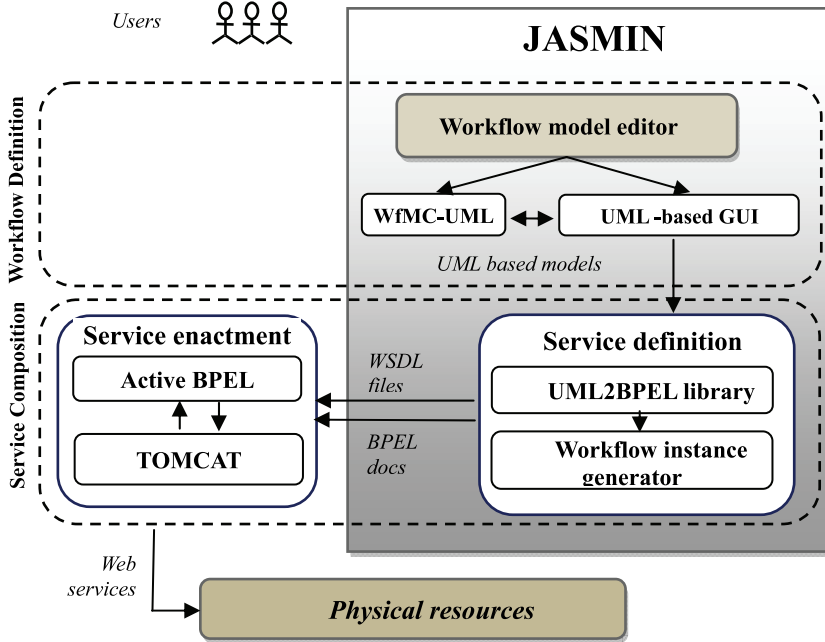 Users
JASMIN
Workflow Definition
Workflow model editor
WfMC-UML
UML -based GUI
UML based models
Service Composition
Service enactment
Active BPEL
TOMCAT
WSDL
files
BPEL
docs
Service definition
UML2BPEL library
Workflow instance
generator
Web
services
Physical resources